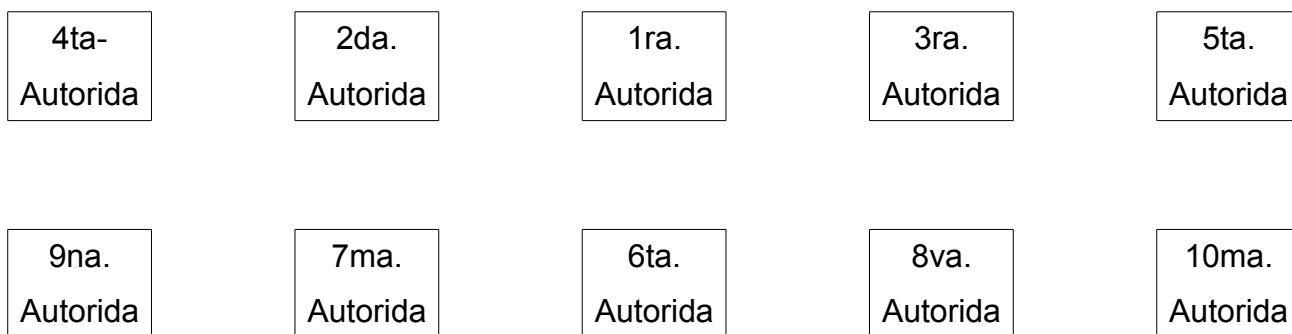 4ta-
Autorida
2da.
Autorida
1ra.
Autorida
3ra.
Autorida
5ta.
Autorida
9na.
Autorida
7ma.
Autorida
6ta.
Autorida
8va.
Autorida
10ma.
Autorida